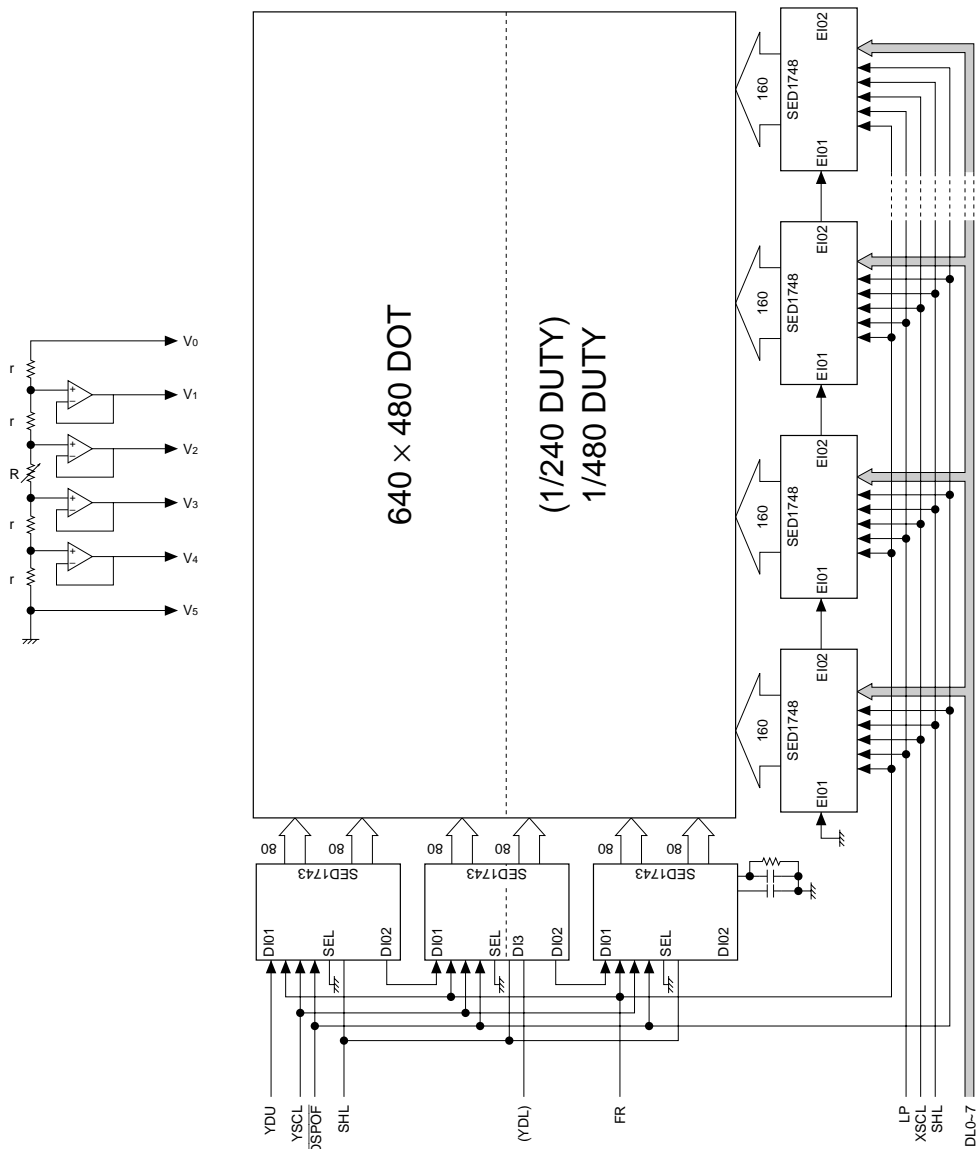 r
r
R
r
r
V0
V1
V2
V3
V4
V5
640 × 480 DOT
(1/240 DUTY)
1/480 DUTY
160
SED1748
EI01
EI02
160
SED1748
EI01
EI02
160
SED1748
EI01
EI02
160
SED1748
EI01
EI02
80
80
SED1743
DI01
SEL
DI02
80
80
SED1743
DI01
SEL
DI3
DI02
80
80
SED1743
DI01
SEL
DI02
YDU
YSCL
DSPOF
SHL
(YDL)
FR
LP
XSCL
SHL
DL0~7